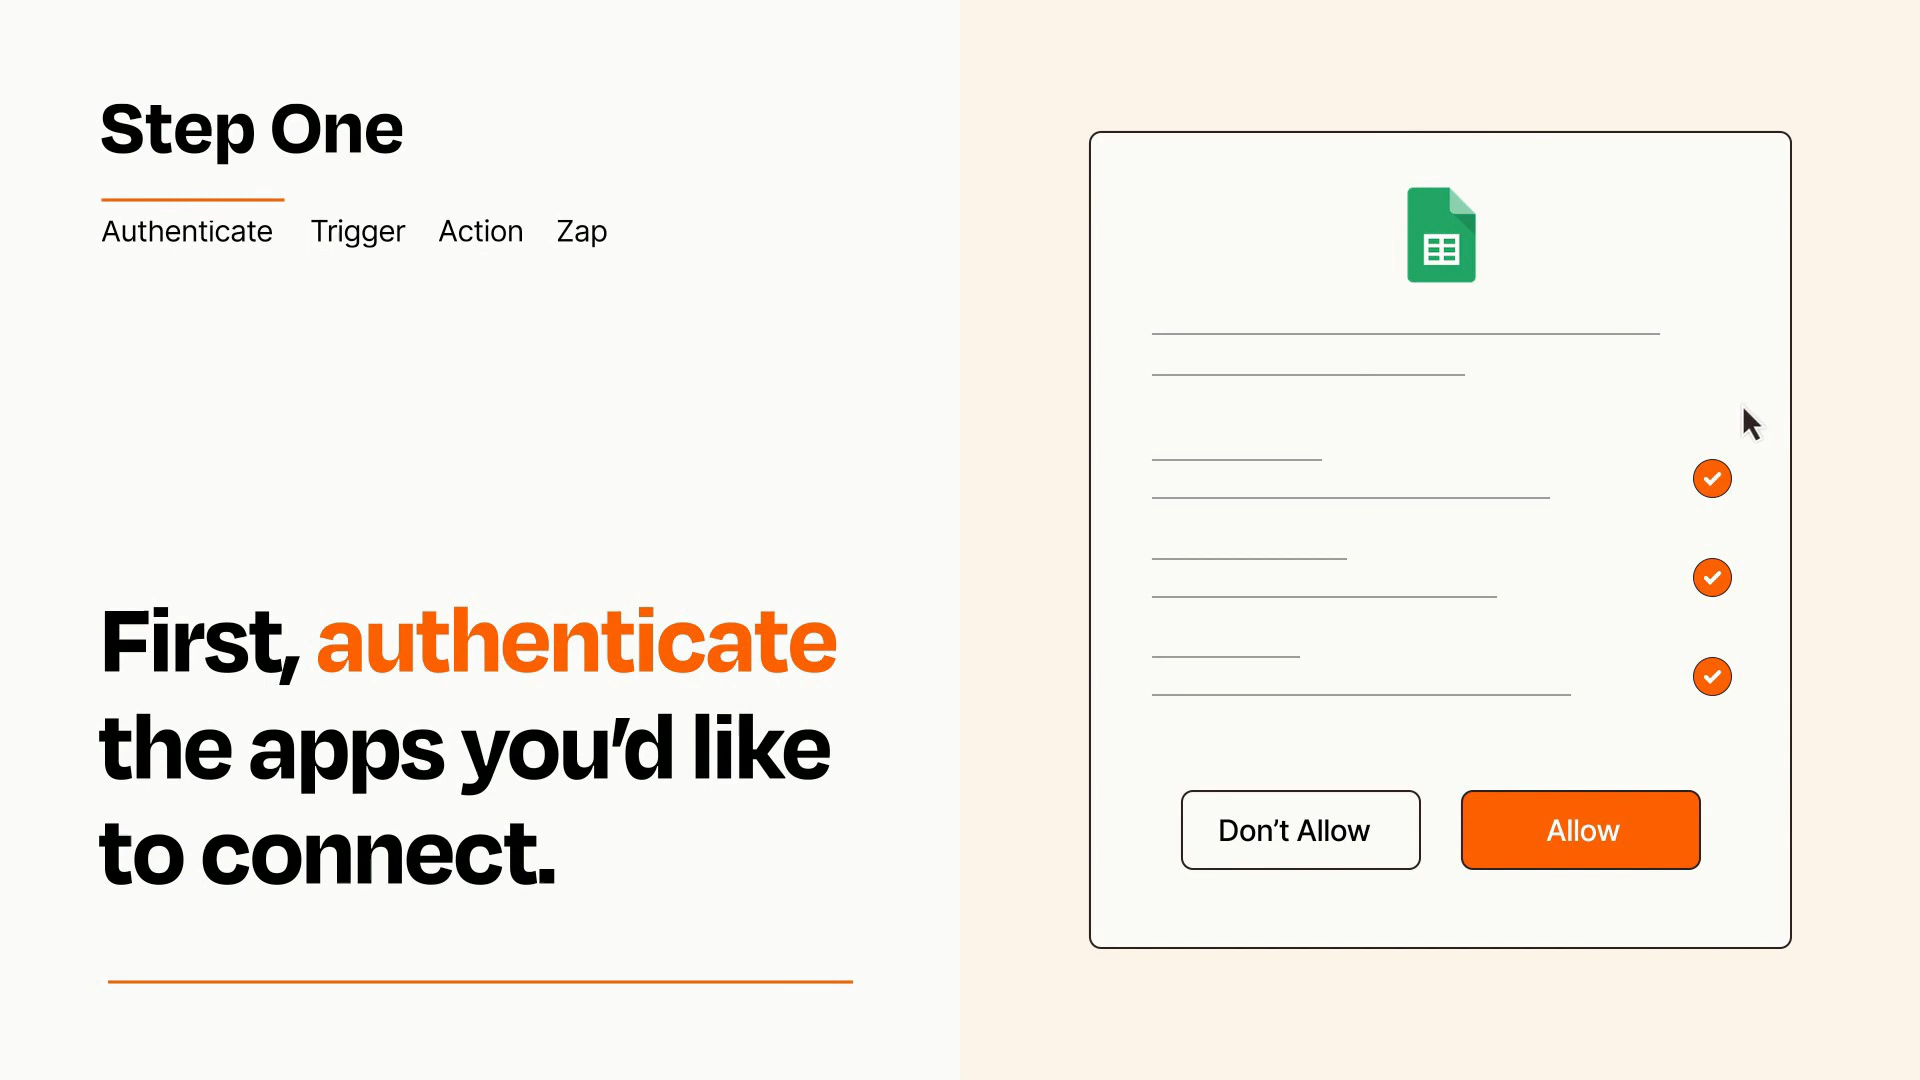 Step One
Authenticate Trigger Action Zap
First, authenticate
the apps you’d like
to connect.
Don’t Allow
Allow